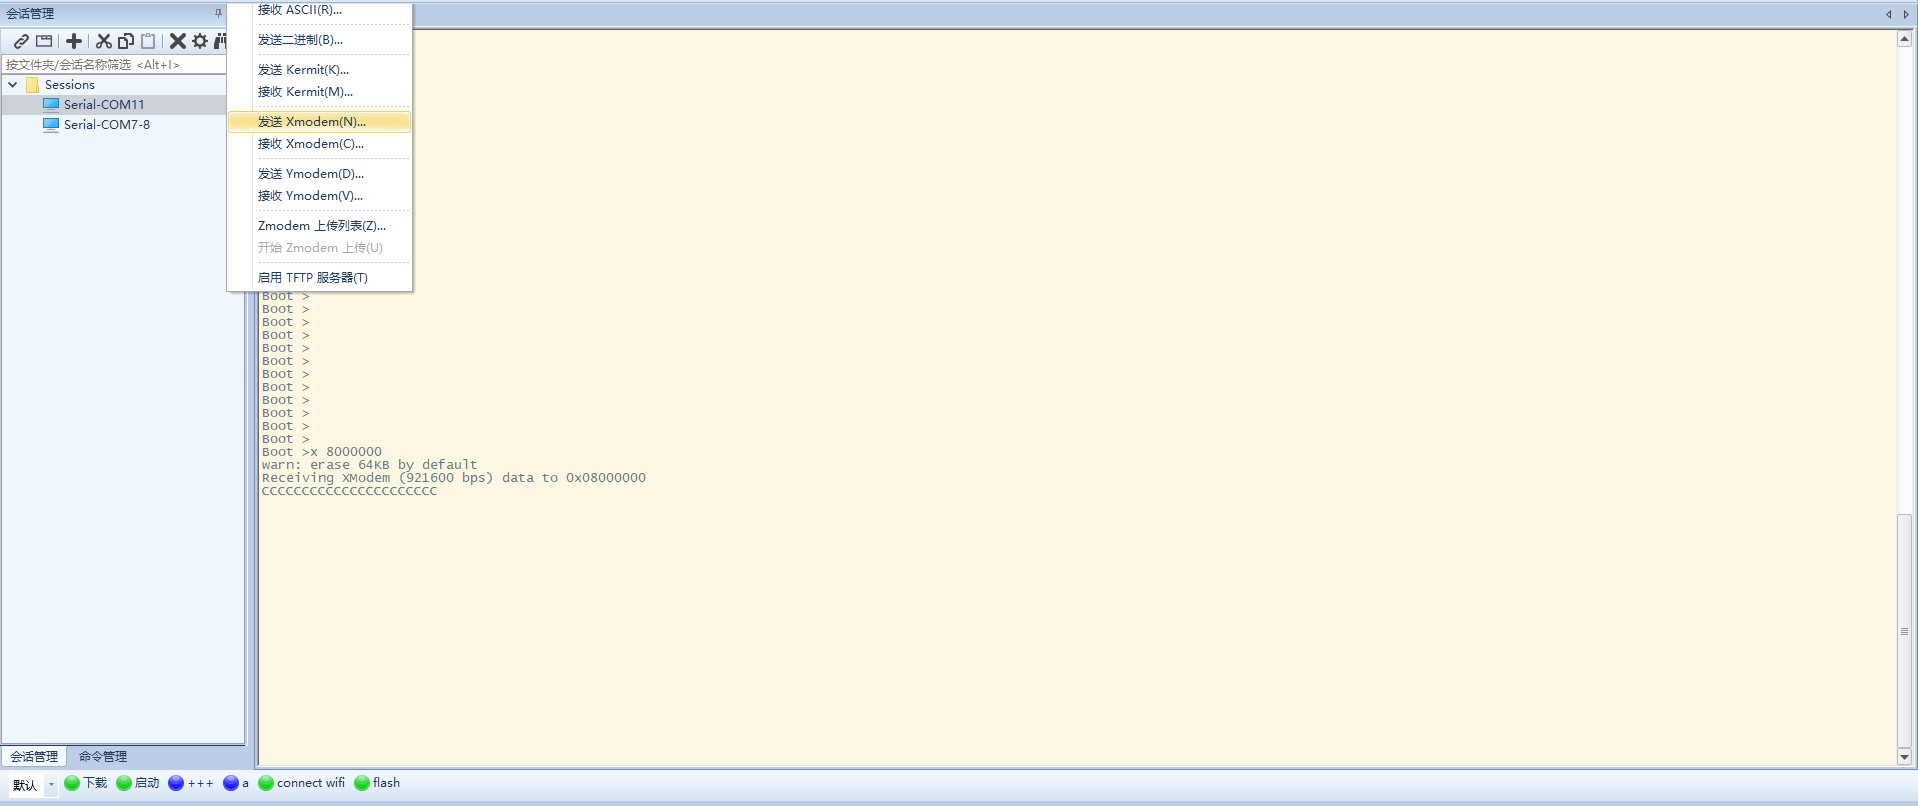 会话管理
按文件夹/会话名称筛选 <Alt+I>
Sessions
Serial-COM11
Serial-COM7-8
接收 ASCII(R)...
发送二进制(B)...
发送 Kermit(K)...
接收 Kermit(M)...
发送 Xmodem(N)...
接收 Xmodem(C)...
发送 Ymodem(D)...
接收 Ymodem(V)...
Zmodem 上传列表(Z)...
开始 Zmodem 上传(U)
启用 TFTP 服务器(T)
Boot >
Boot >
Boot >
Boot >
Boot >
Boot >
Boot >
Boot >
Boot >
Boot >
Boot >
Boot >
Boot >x 8000000
warn: erase 64KB by default
Receiving XModem (921600 bps) data to 0x08000000
CCCCCCCCCCCCCCCCCCCCCC
会话管理 命令管理
默认 下载 启动 +++ a connect wifi flash